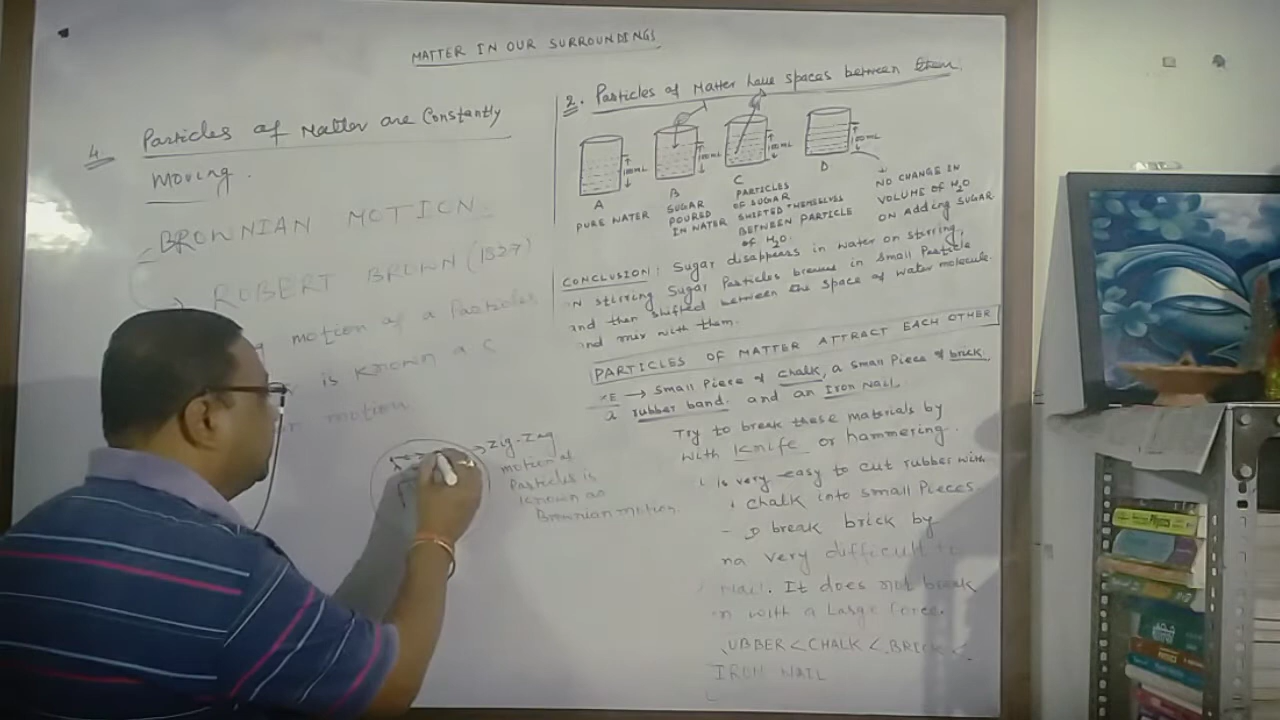 MATTER IN OUR SURROUNDINGS
4. Particles of Matter are Constantly
Moving.
BROWNIAN MOTION
ROBERT BROWN (1827)
motion of a Particles
is known a
motion
Zig-Zag
motion of
Particles is
known as
Brownian motion.
2. Particles of Matter have spaces between them.
100ML
100ML
100ML
100ML
A
B
C
D
PURE WATER
SUGAR
POURED
IN WATER
PARTICLES
OF SUGAR
SHIFTED THEMSELVES
BETWEEN PARTICLE
OF H2O.
NO CHANGE IN
VOLUME OF H2O
ON Adding SUGAR
CONCLUSION: Sugar disappears in water on stirring,
stirring Sugar Particles in small Particle
and then shifted between the space of water molecule.
and mix with them.
PARTICLES OF MATTER ATTRACT EACH OTHER
→ Small Piece of Chalk, a small Piece of brick.
a rubber band. and an Iron Nail.
Try to break these materials by
with Knife or hammering.
is very easy to cut rubber with
chalk into small Pieces.
break brick by
very difficult to
Nail. It does not break
with a Large force.
UBBER < CHALK < BRICK <
IRON NAIL